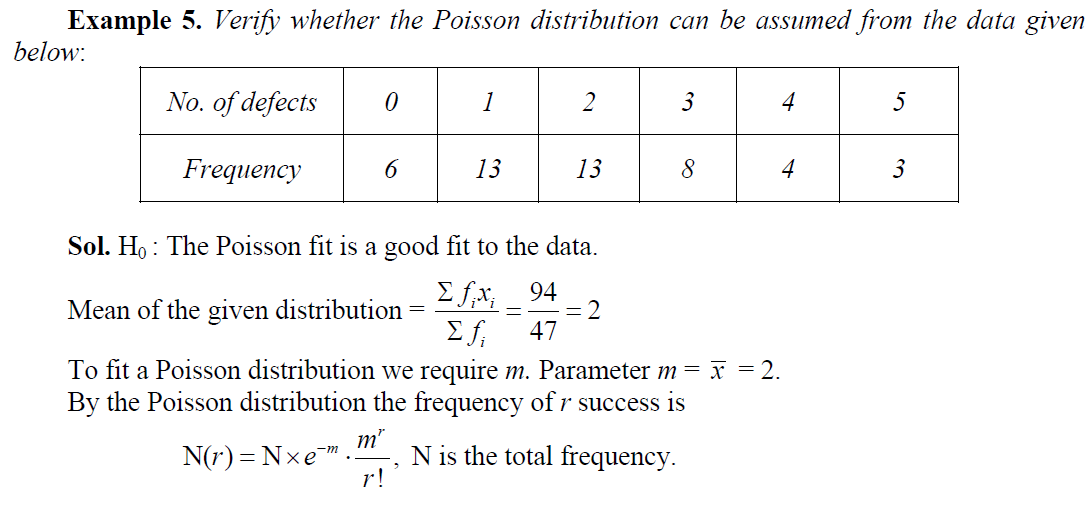 Example 5. Verify whether the Poisson distribution can be assumed from the data given
below:
No. of defects 0 1 2 3 4 5
Frequency 6 13 13 8 4 3
Sol. H₀ : The Poisson fit is a good fit to the data.
Mean of the given distribution = Σ fᵢxᵢ / Σ fᵢ = 94 / 47 = 2
To fit a Poisson distribution we require m. Parameter m = x̄ = 2.
By the Poisson distribution the frequency of r success is
N(r) = N × e⁻ᵐ · mʳ / r! , N is the total frequency.